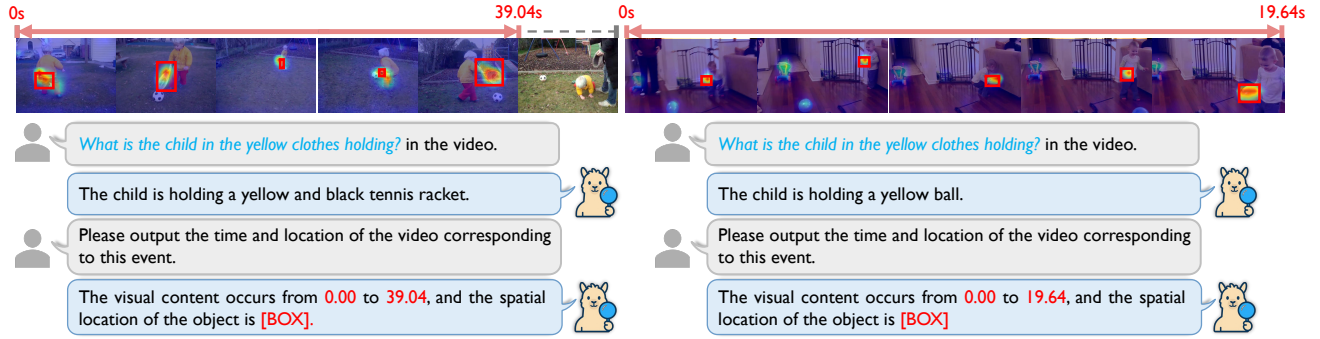 0s
39.04s
What is the child in the yellow clothes holding? in the video.
The child is holding a yellow and black tennis racket.
Please output the time and location of the video corresponding
to this event.
The visual content occurs from 0.00 to 39.04, and the spatial
location of the object is [BOX].
0s
19.64s
What is the child in the yellow clothes holding? in the video.
The child is holding a yellow ball.
Please output the time and location of the video corresponding
to this event.
The visual content occurs from 0.00 to 19.64, and the spatial
location of the object is [BOX]